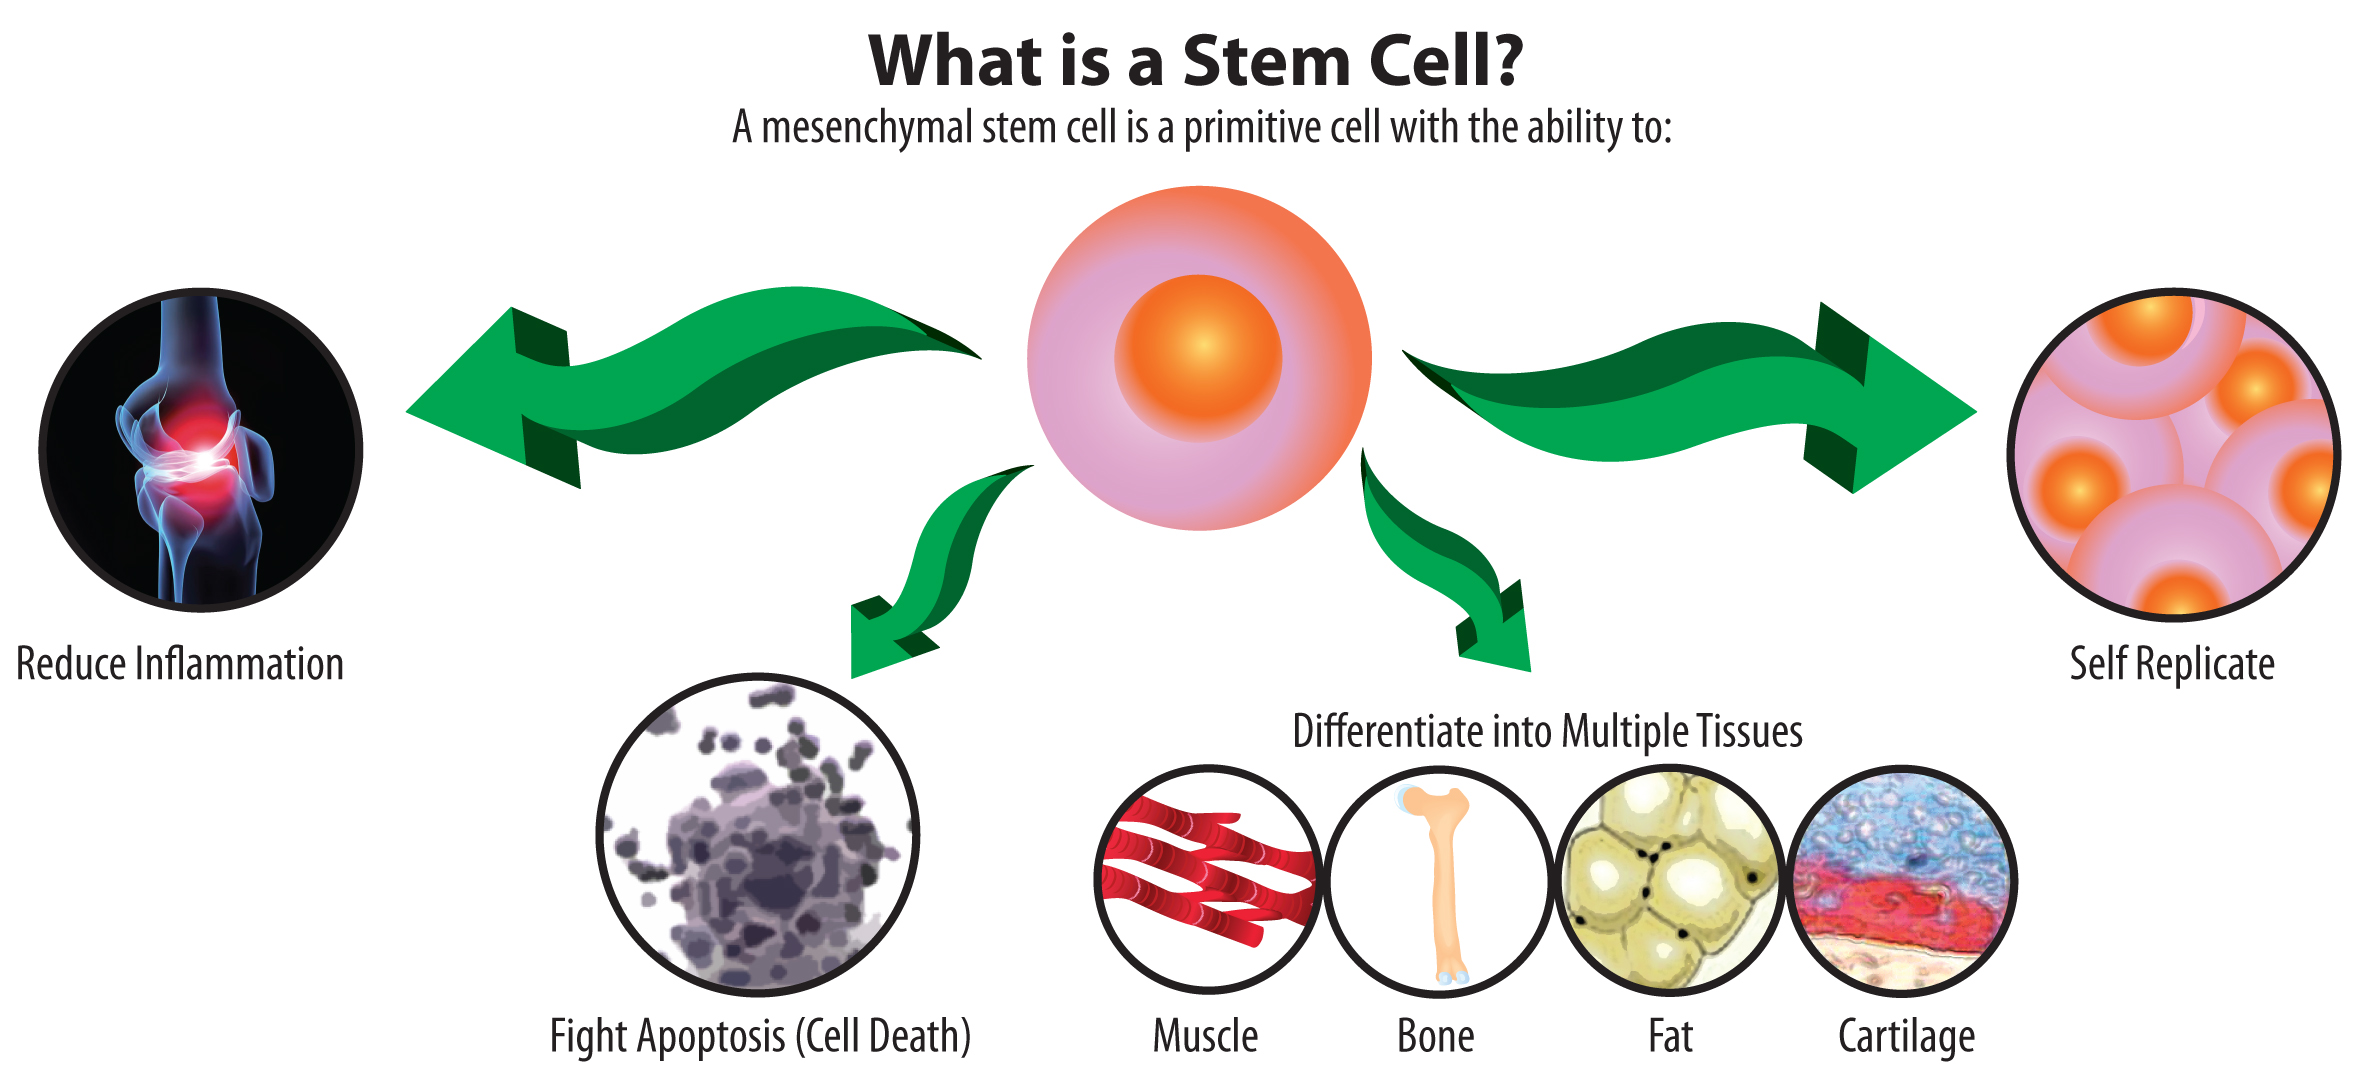 What is a Stem Cell?
A mesenchymal stem cell is a primitive cell with the ability to:
Reduce Inflammation
Self Replicate
Fight Apoptosis (Cell Death)
Differentiate into Multiple Tissues
Muscle
Bone
Fat
Cartilage